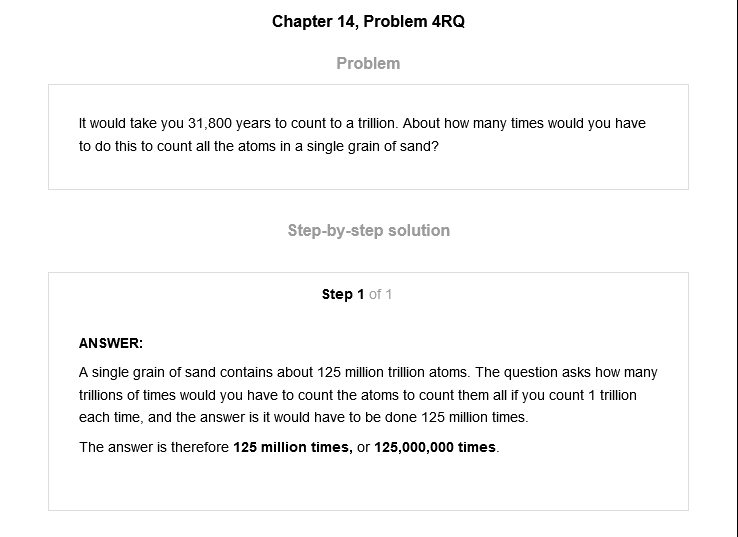 Chapter 14, Problem 4RQ
Problem
It would take you 31,800 years to count to a trillion. About how many times would you have
to do this to count all the atoms in a single grain of sand?
Step-by-step solution
Step 1 of 1
ANSWER:
A single grain of sand contains about 125 million trillion atoms. The question asks how many
trillions of times would you have to count the atoms to count them all if you count 1 trillion
each time, and the answer is it would have to be done 125 million times.
The answer is therefore 125 million times, or 125,000,000 times.